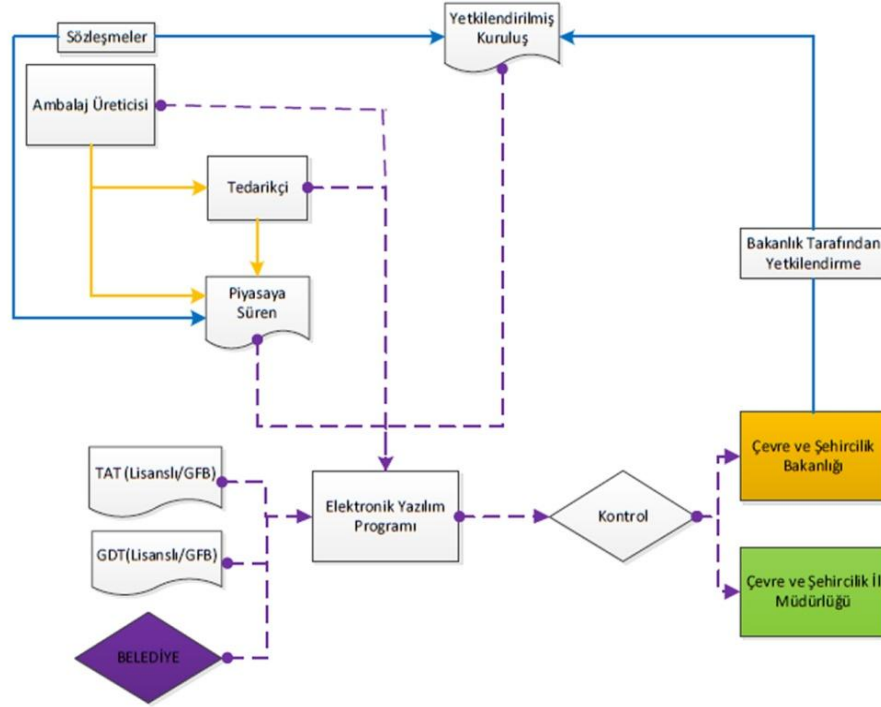 Sözleşmeler
Yetkilendirilmiş
Kuruluş
Ambalaj Üreticisi
Tedarikçi
Piyasaya
Süren
Bakanlık Tarafından
Yetkilendirme
TAT (Lisanslı/GFB)
GDT(Lisanslı/GFB)
BELEDİYE
Elektronik Yazılım
Programı
Kontrol
Çevre ve Şehircilik
Bakanlığı
Çevre ve Şehircilik İl
Müdürlüğü